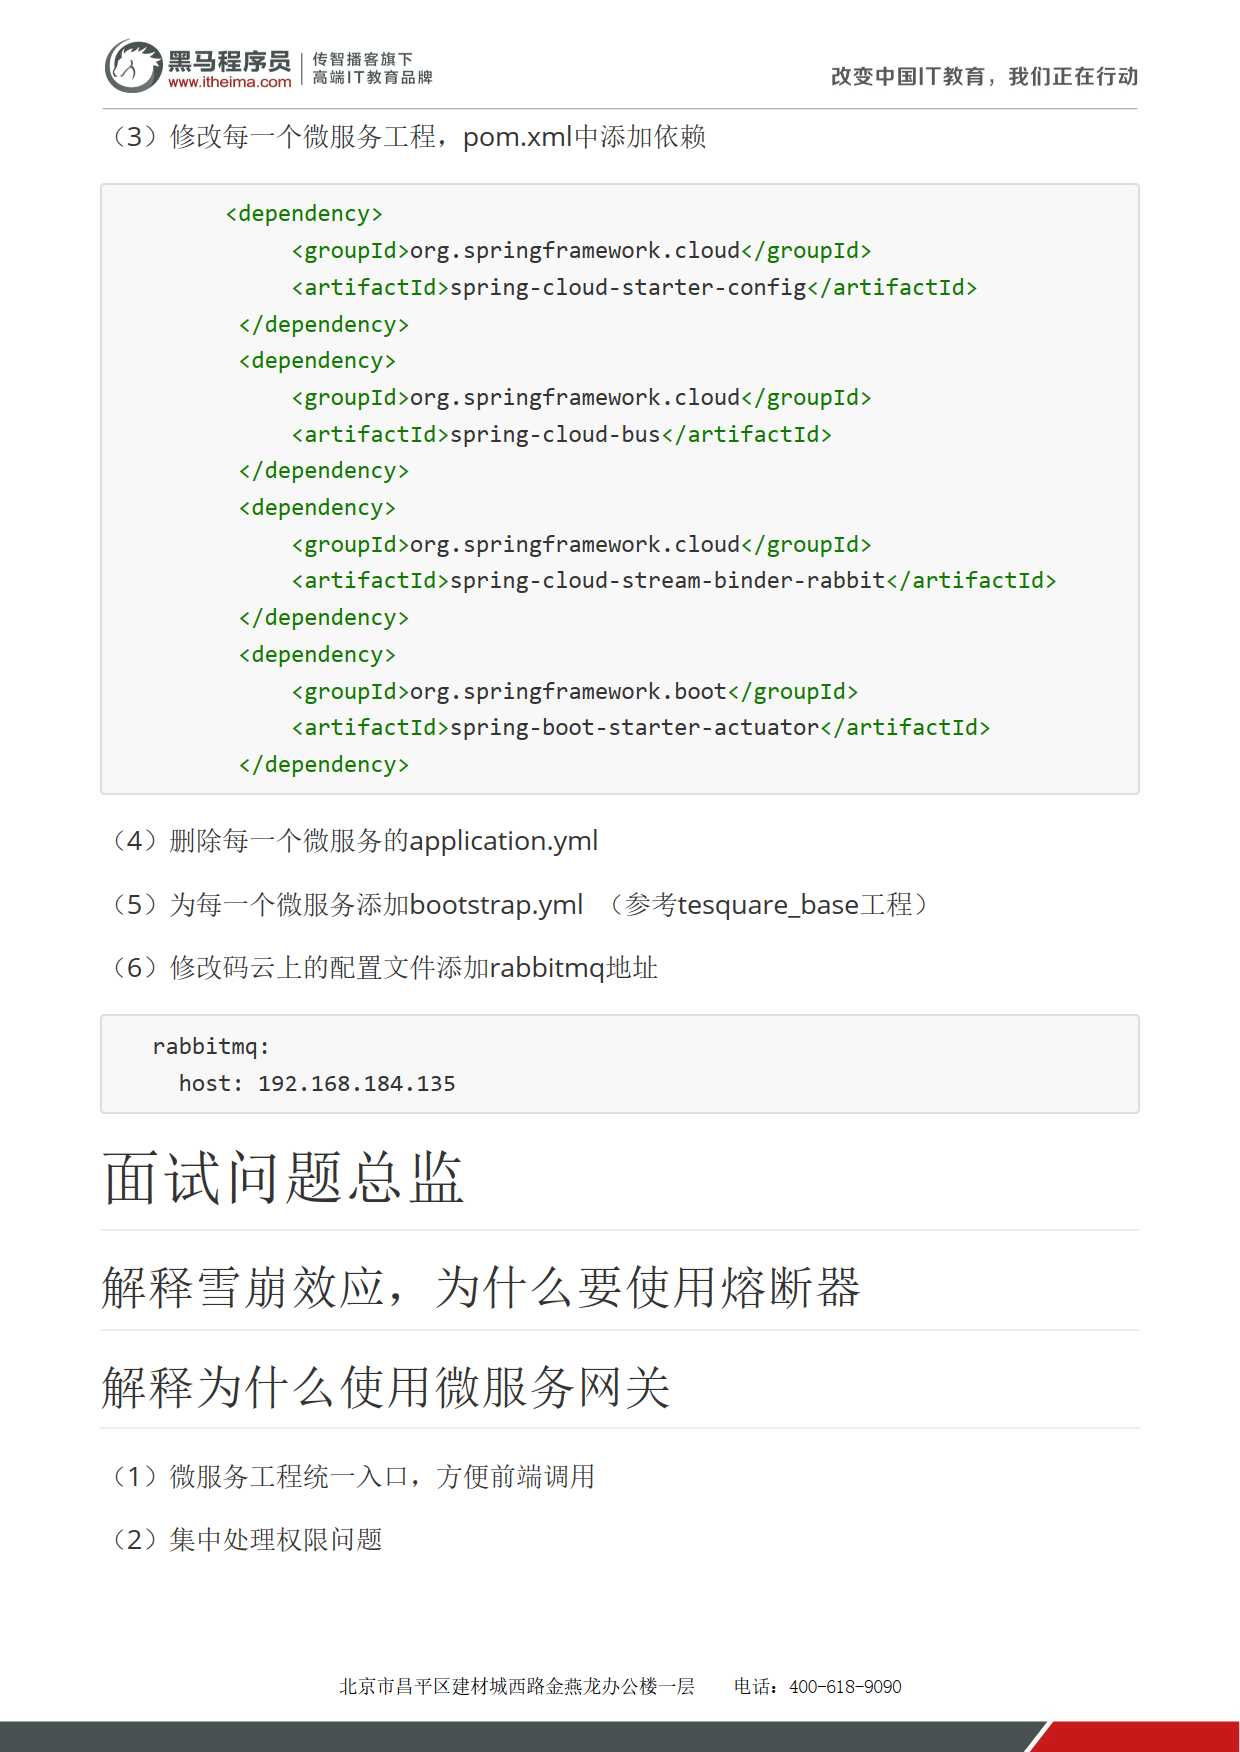 黑马程序员
www.itheima.com
传智播客旗下
高端IT教育品牌
改变中国IT教育，我们正在行动
（3）修改每一个微服务工程，pom.xml中添加依赖
<dependency>
<groupId>org.springframework.cloud</groupId>
<artifactId>spring-cloud-starter-config</artifactId>
</dependency>
<dependency>
<groupId>org.springframework.cloud</groupId>
<artifactId>spring-cloud-bus</artifactId>
</dependency>
<dependency>
<groupId>org.springframework.cloud</groupId>
<artifactId>spring-cloud-stream-binder-rabbit</artifactId>
</dependency>
<dependency>
<groupId>org.springframework.boot</groupId>
<artifactId>spring-boot-starter-actuator</artifactId>
</dependency>
（4）删除每一个微服务的application.yml
（5）为每一个微服务添加bootstrap.yml （参考tesquare_base工程）
（6）修改码云上的配置文件添加rabbitmq地址
rabbitmq:
host: 192.168.184.135
面试问题总监
解释雪崩效应，为什么要使用熔断器
解释为什么使用微服务网关
（1）微服务工程统一入口，方便前端调用
（2）集中处理权限问题
北京市昌平区建材城西路金燕龙办公楼一层 电话：400-618-9090